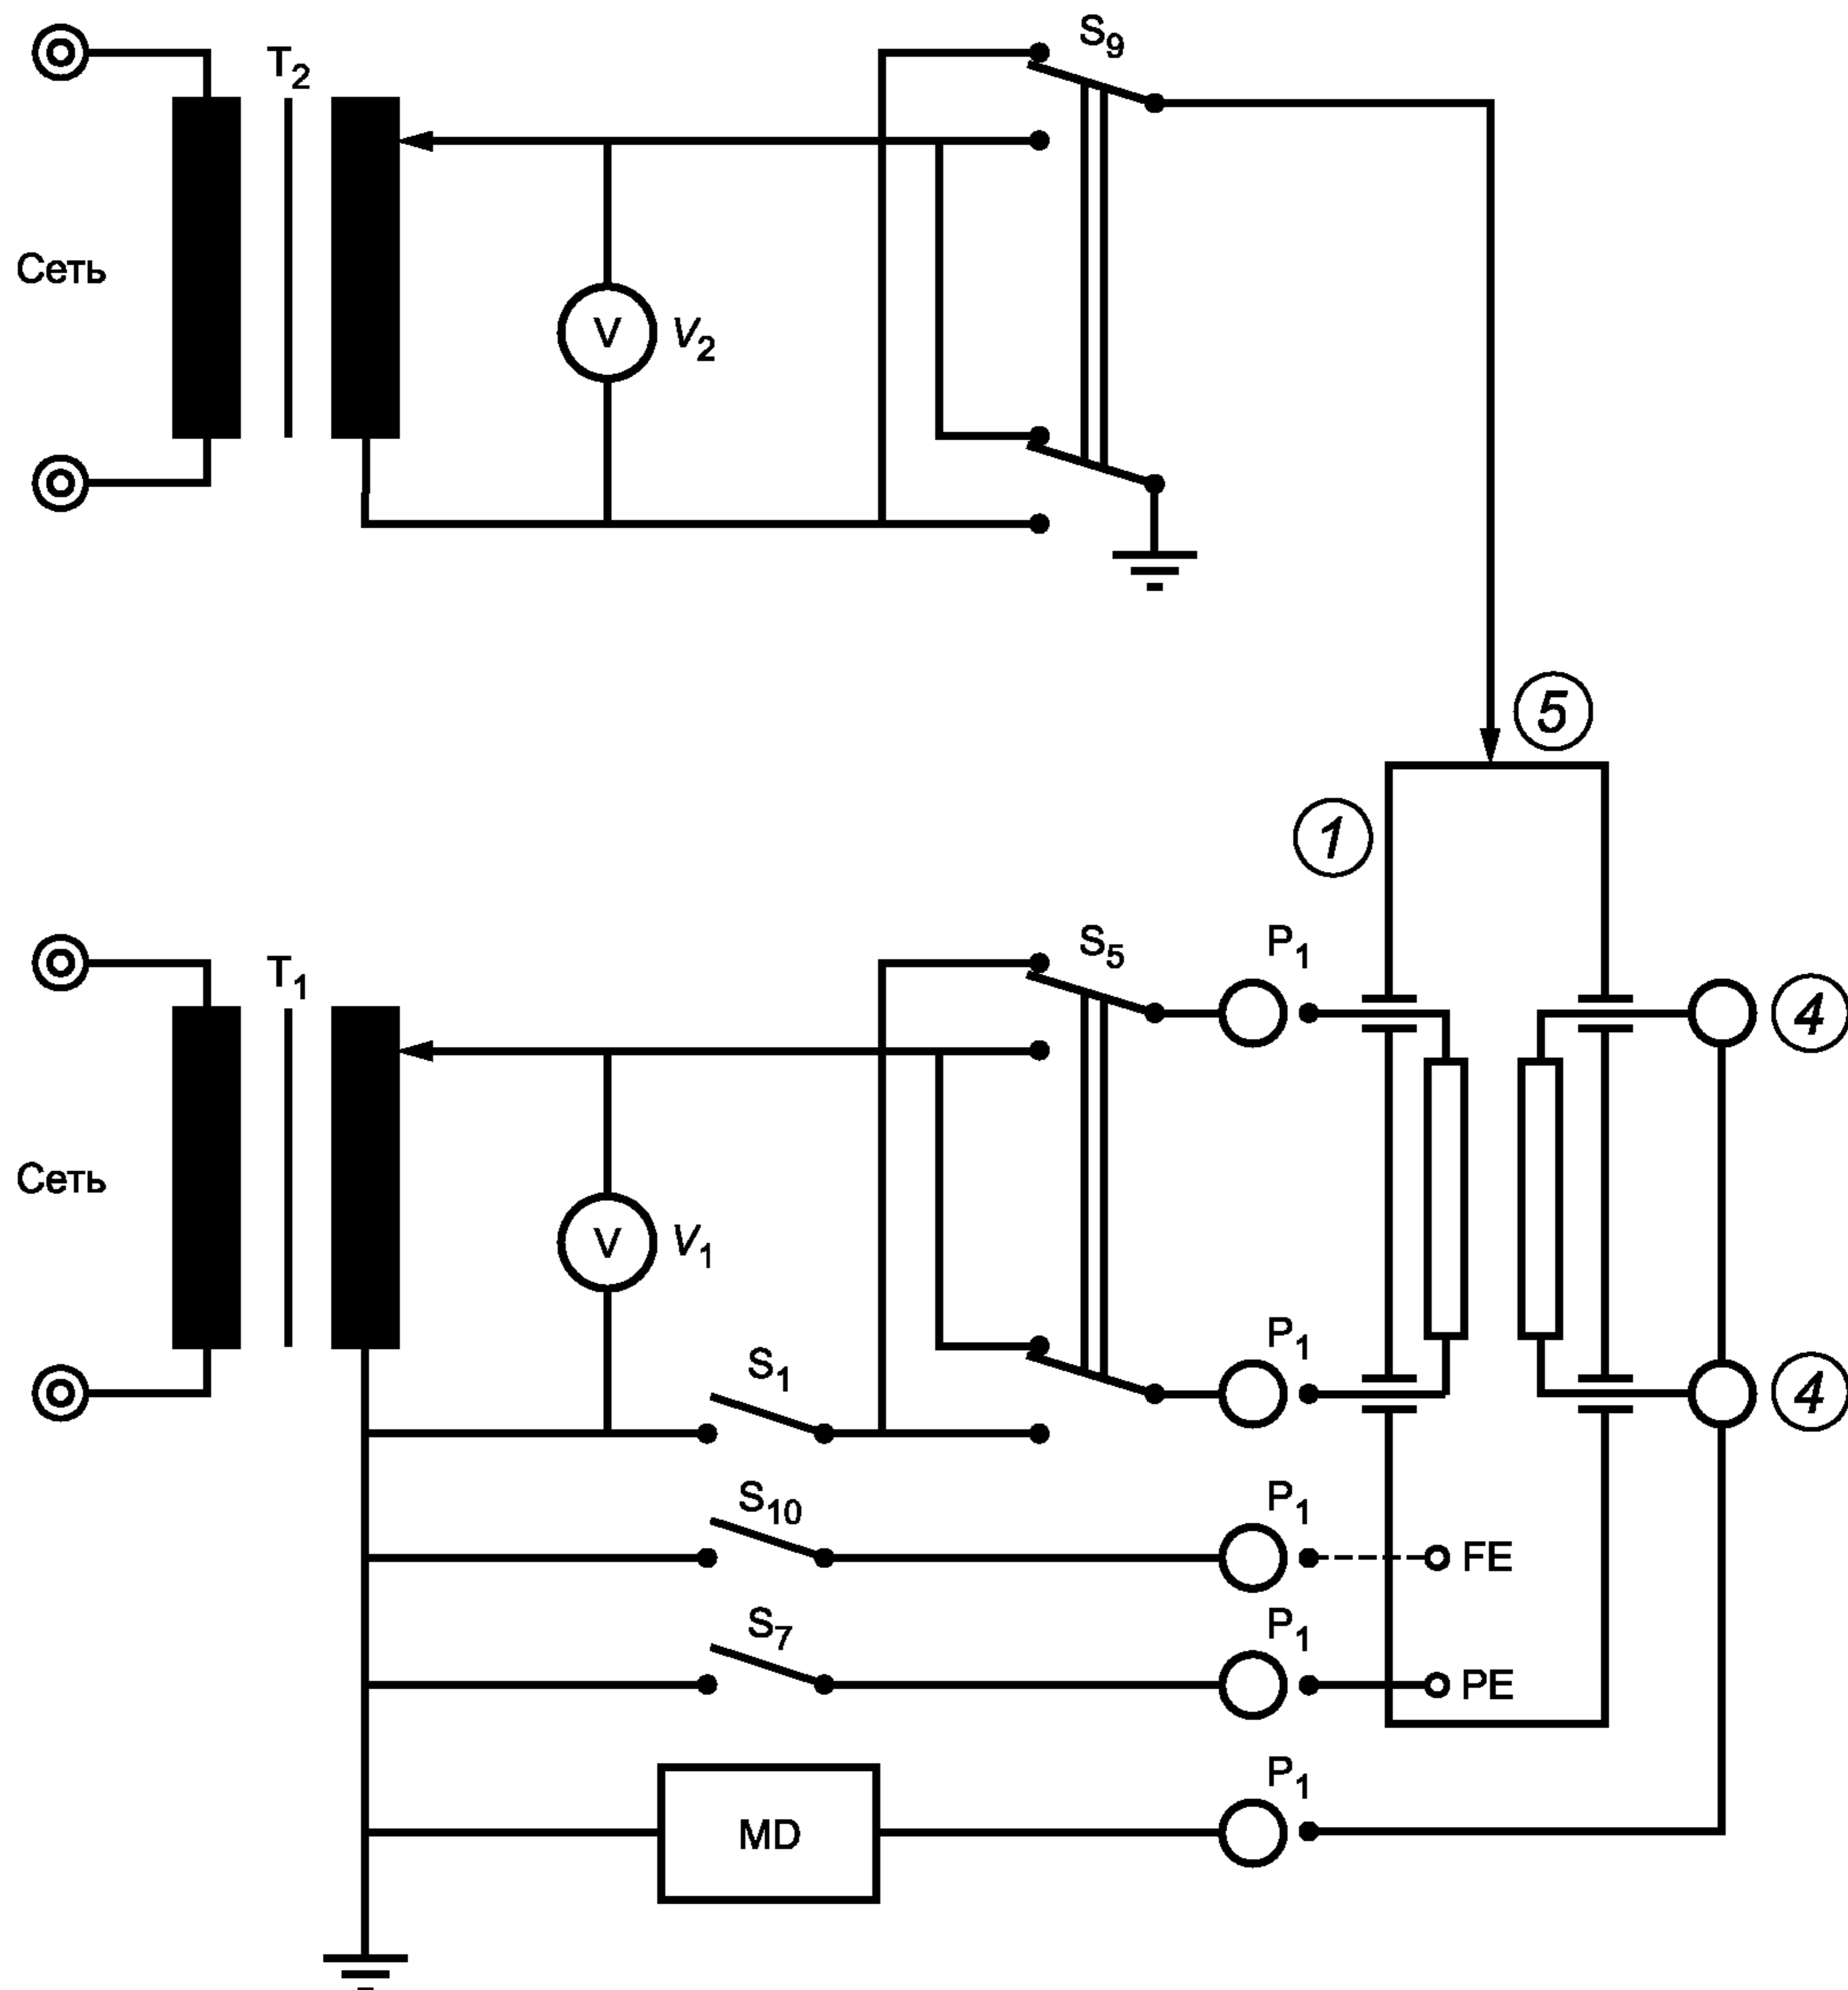 S₉
T₂
Сеть
V V₂
5
1
S₅ P₁
T₁
4
Сеть
V V₁
P₁
S₁
4
S₁₀ P₁
FE
S₇ P₁
PE
P₁
MD